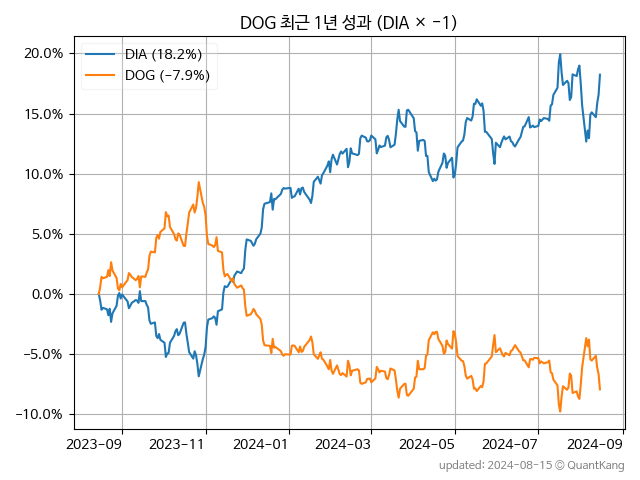 DOG 최근 1년 성과 (DIA × -1)
DIA (18.2%)
DOG (-7.9%)
20.0%
15.0%
10.0%
5.0%
0.0%
-5.0%
-10.0%
2023-09 2023-11 2024-01 2024-03 2024-05 2024-07 2024-09
updated: 2024-08-15 © QuantKang